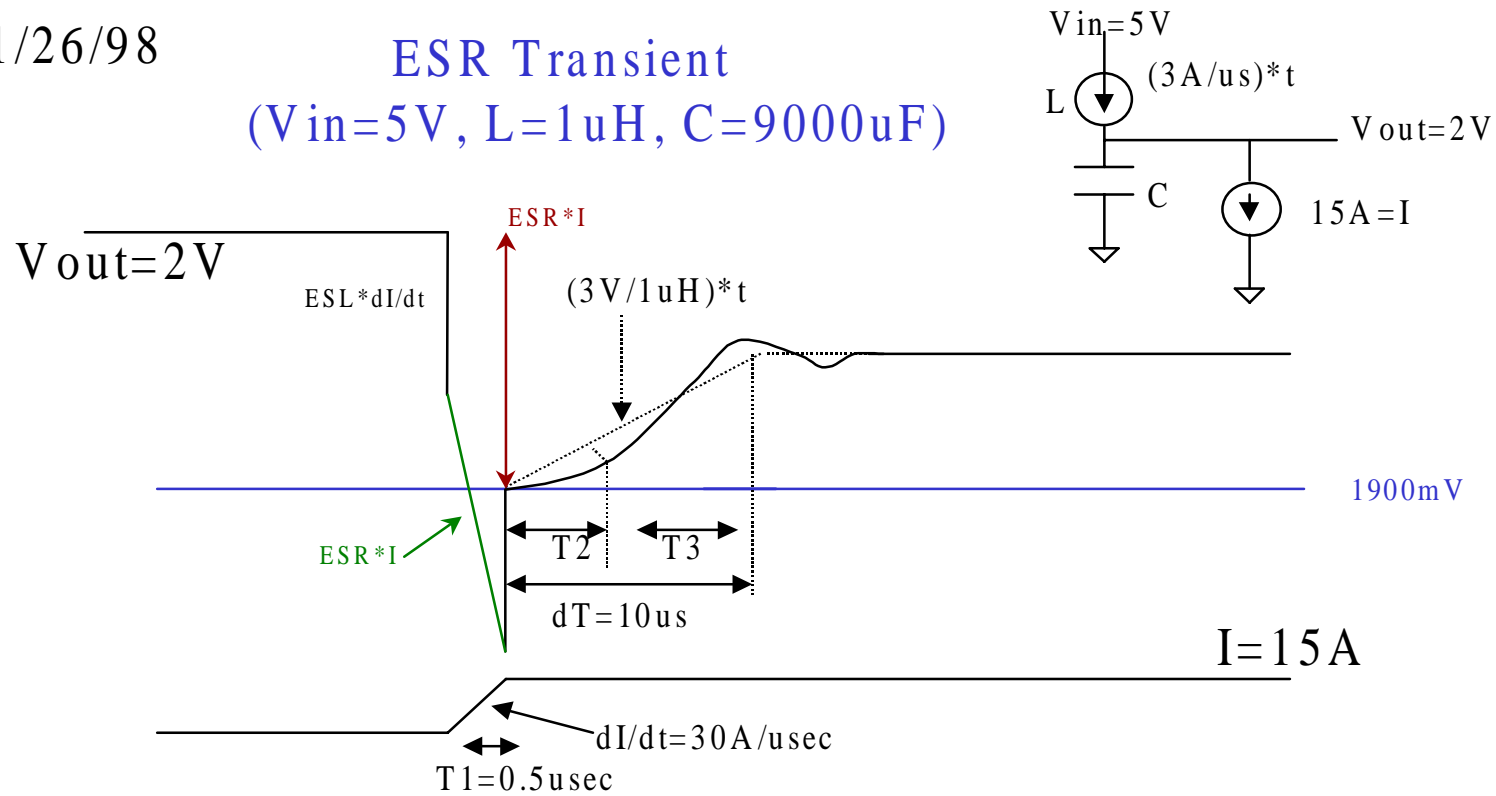 1/26/98
ESR Transient
(Vin=5V, L=1uH, C=9000uF)
Vin=5V
L
(3A/us)*t
Vout=2V
C
15A=I
ESR*I
Vout=2V
ESL*dI/dt
(3V/1uH)*t
1900mV
ESR*I
T2
T3
dT=10us
I=15A
dI/dt=30A/usec
T1=0.5usec